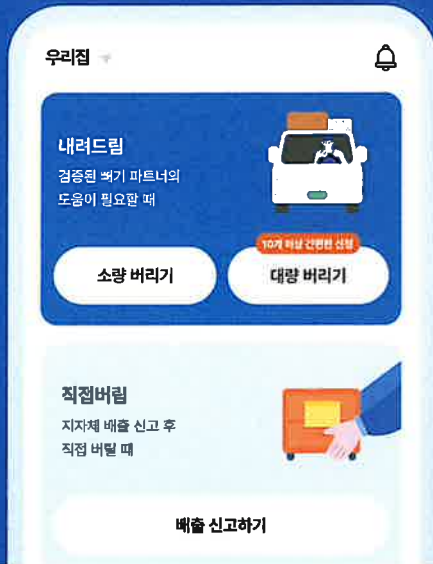 우리집
내려드림
검증된 빼기 파트너의
도움이 필요할 때
10개 이상 간편한 신청
소량 버리기
대량 버리기
직접버림
지자체 배출 신고 후
직접 버릴 때
배출 신고하기